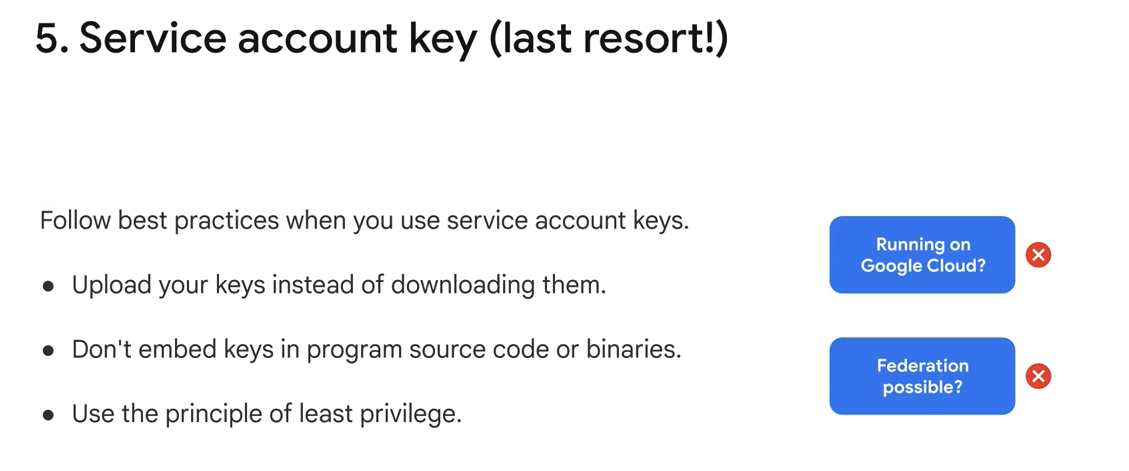 5. Service account key (last resort!)
Follow best practices when you use service account keys.
● Upload your keys instead of downloading them.
● Don't embed keys in program source code or binaries.
● Use the principle of least privilege.
Running on
Google Cloud?
Federation
possible?